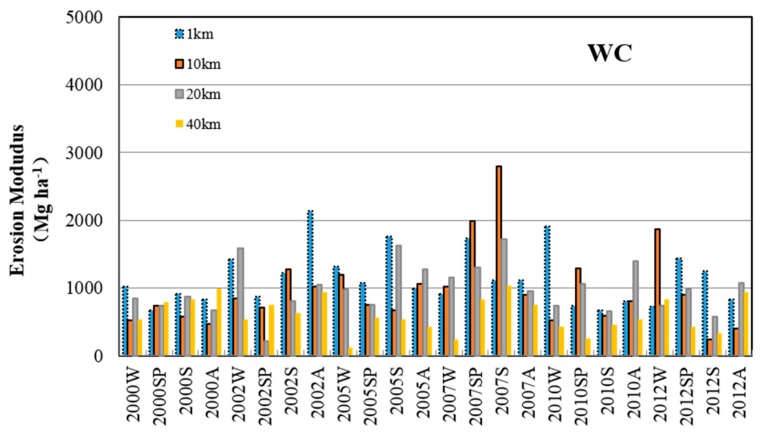 5000
4000
3000
2000
1000
0
Erosion Modudus
(Mg ha⁻¹)
1km
10km
20km
40km
WC
2000W
2000SP
2000S
2000A
2002W
2002SP
2002S
2002A
2005W
2005SP
2005S
2005A
2007W
2007SP
2007S
2007A
2010W
2010SP
2010S
2010A
2012W
2012SP
2012S
2012A